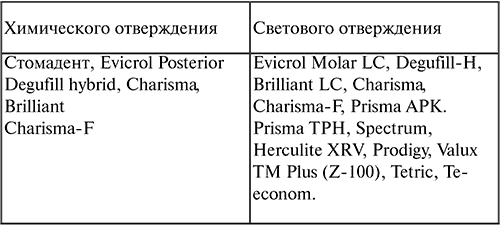 Химического отверждения
Светового отверждения
Стомадент, Evicrol Posterior
Degufill hybrid, Charisma,
Brilliant
Charisma-F
Evicrol Molar LC, Degufill-H,
Brilliant LC, Charisma,
Charisma-F, Prisma APK.
Prisma TPH, Spectrum,
Herculite XRV, Prodigy, Valux
TM Plus (Z-100), Tetric, Te-
econom.